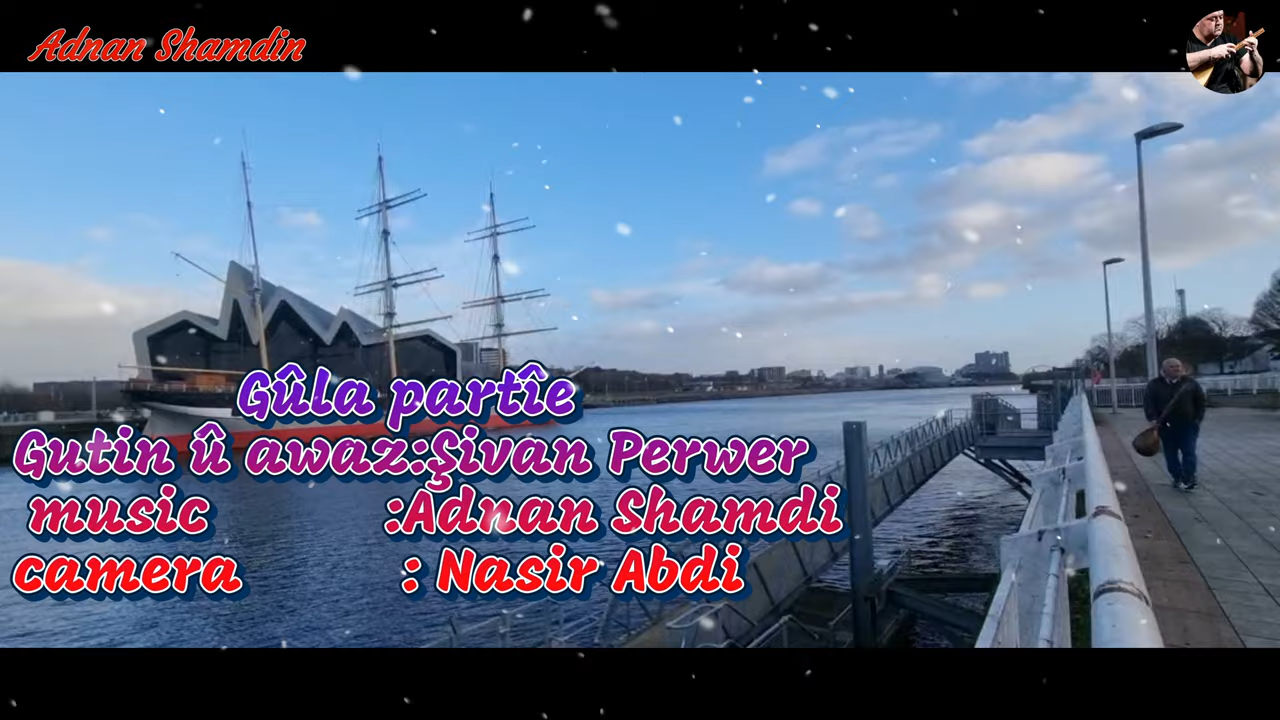 Adnan Shamdin
Gûla partîe
Gutin û awaz:Şivan Perwer
music :Adnan Shamdi
camera : Nasir Abdi